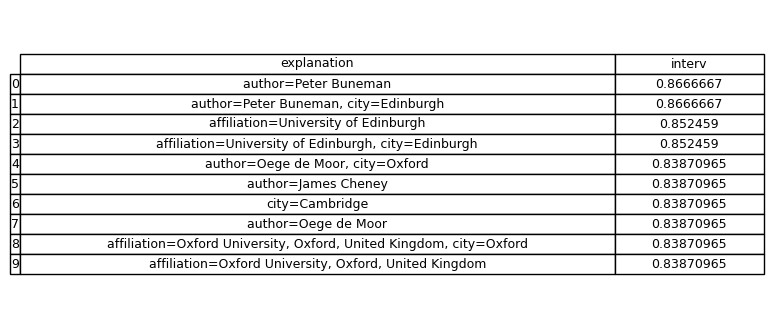 explanation interv
0 author=Peter Buneman 0.8666667
1 author=Peter Buneman, city=Edinburgh 0.8666667
2 affiliation=University of Edinburgh 0.852459
3 affiliation=University of Edinburgh, city=Edinburgh 0.852459
4 author=Oege de Moor, city=Oxford 0.83870965
5 author=James Cheney 0.83870965
6 city=Cambridge 0.83870965
7 author=Oege de Moor 0.83870965
8 affiliation=Oxford University, Oxford, United Kingdom, city=Oxford 0.83870965
9 affiliation=Oxford University, Oxford, United Kingdom 0.83870965